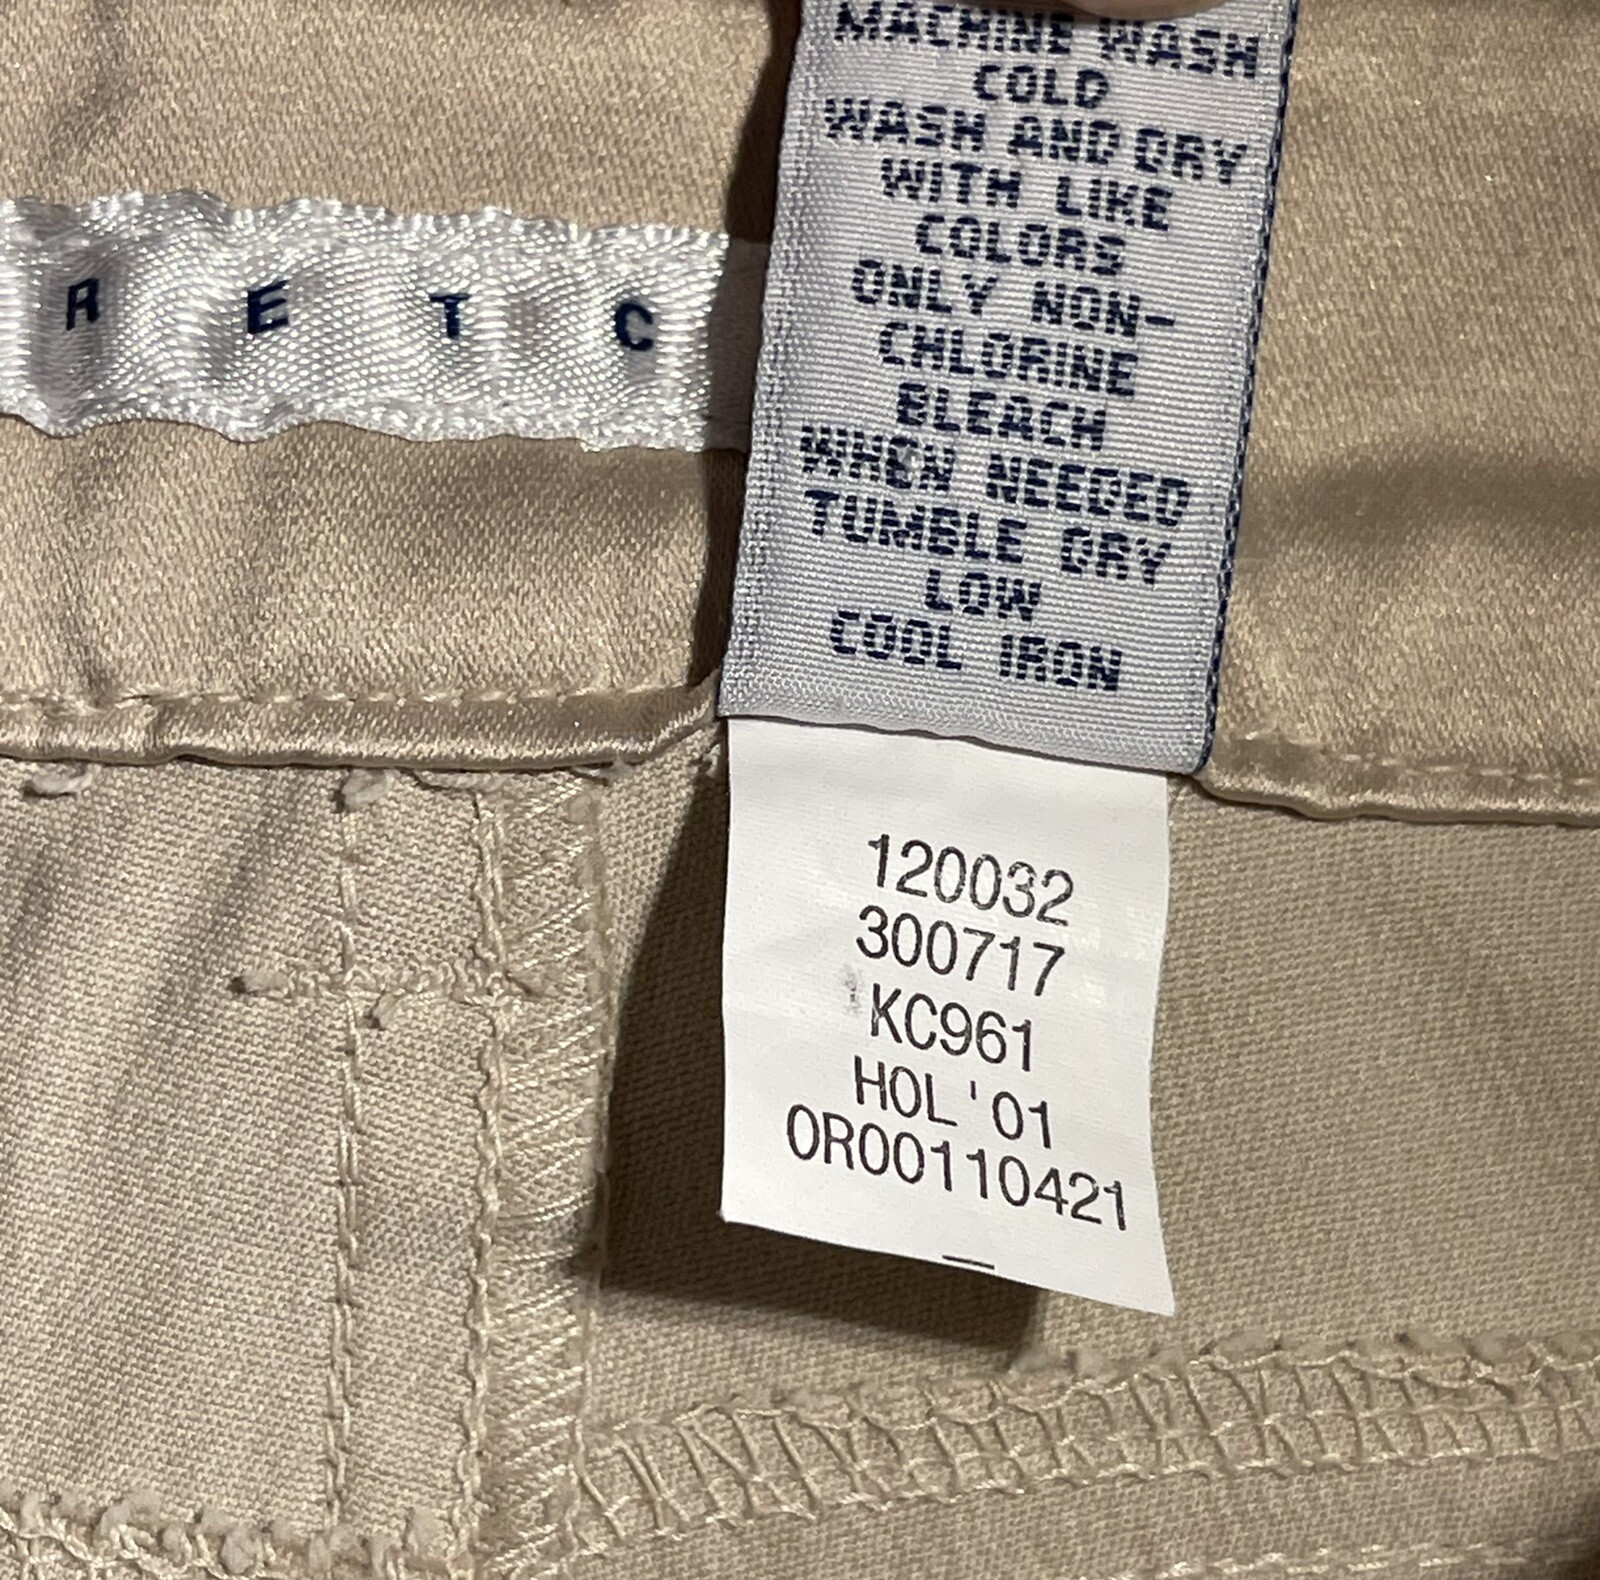 MACHINE WASH
COLD
WASH AND DRY
WITH LIKE
COLORS
ONLY NON-
CHLORINE
BLEACH
WHEN NEEDED
TUMBLE DRY
LOW
COOL IRON
R E T C
120032
300717
KC961
HOL'01
0R00110421